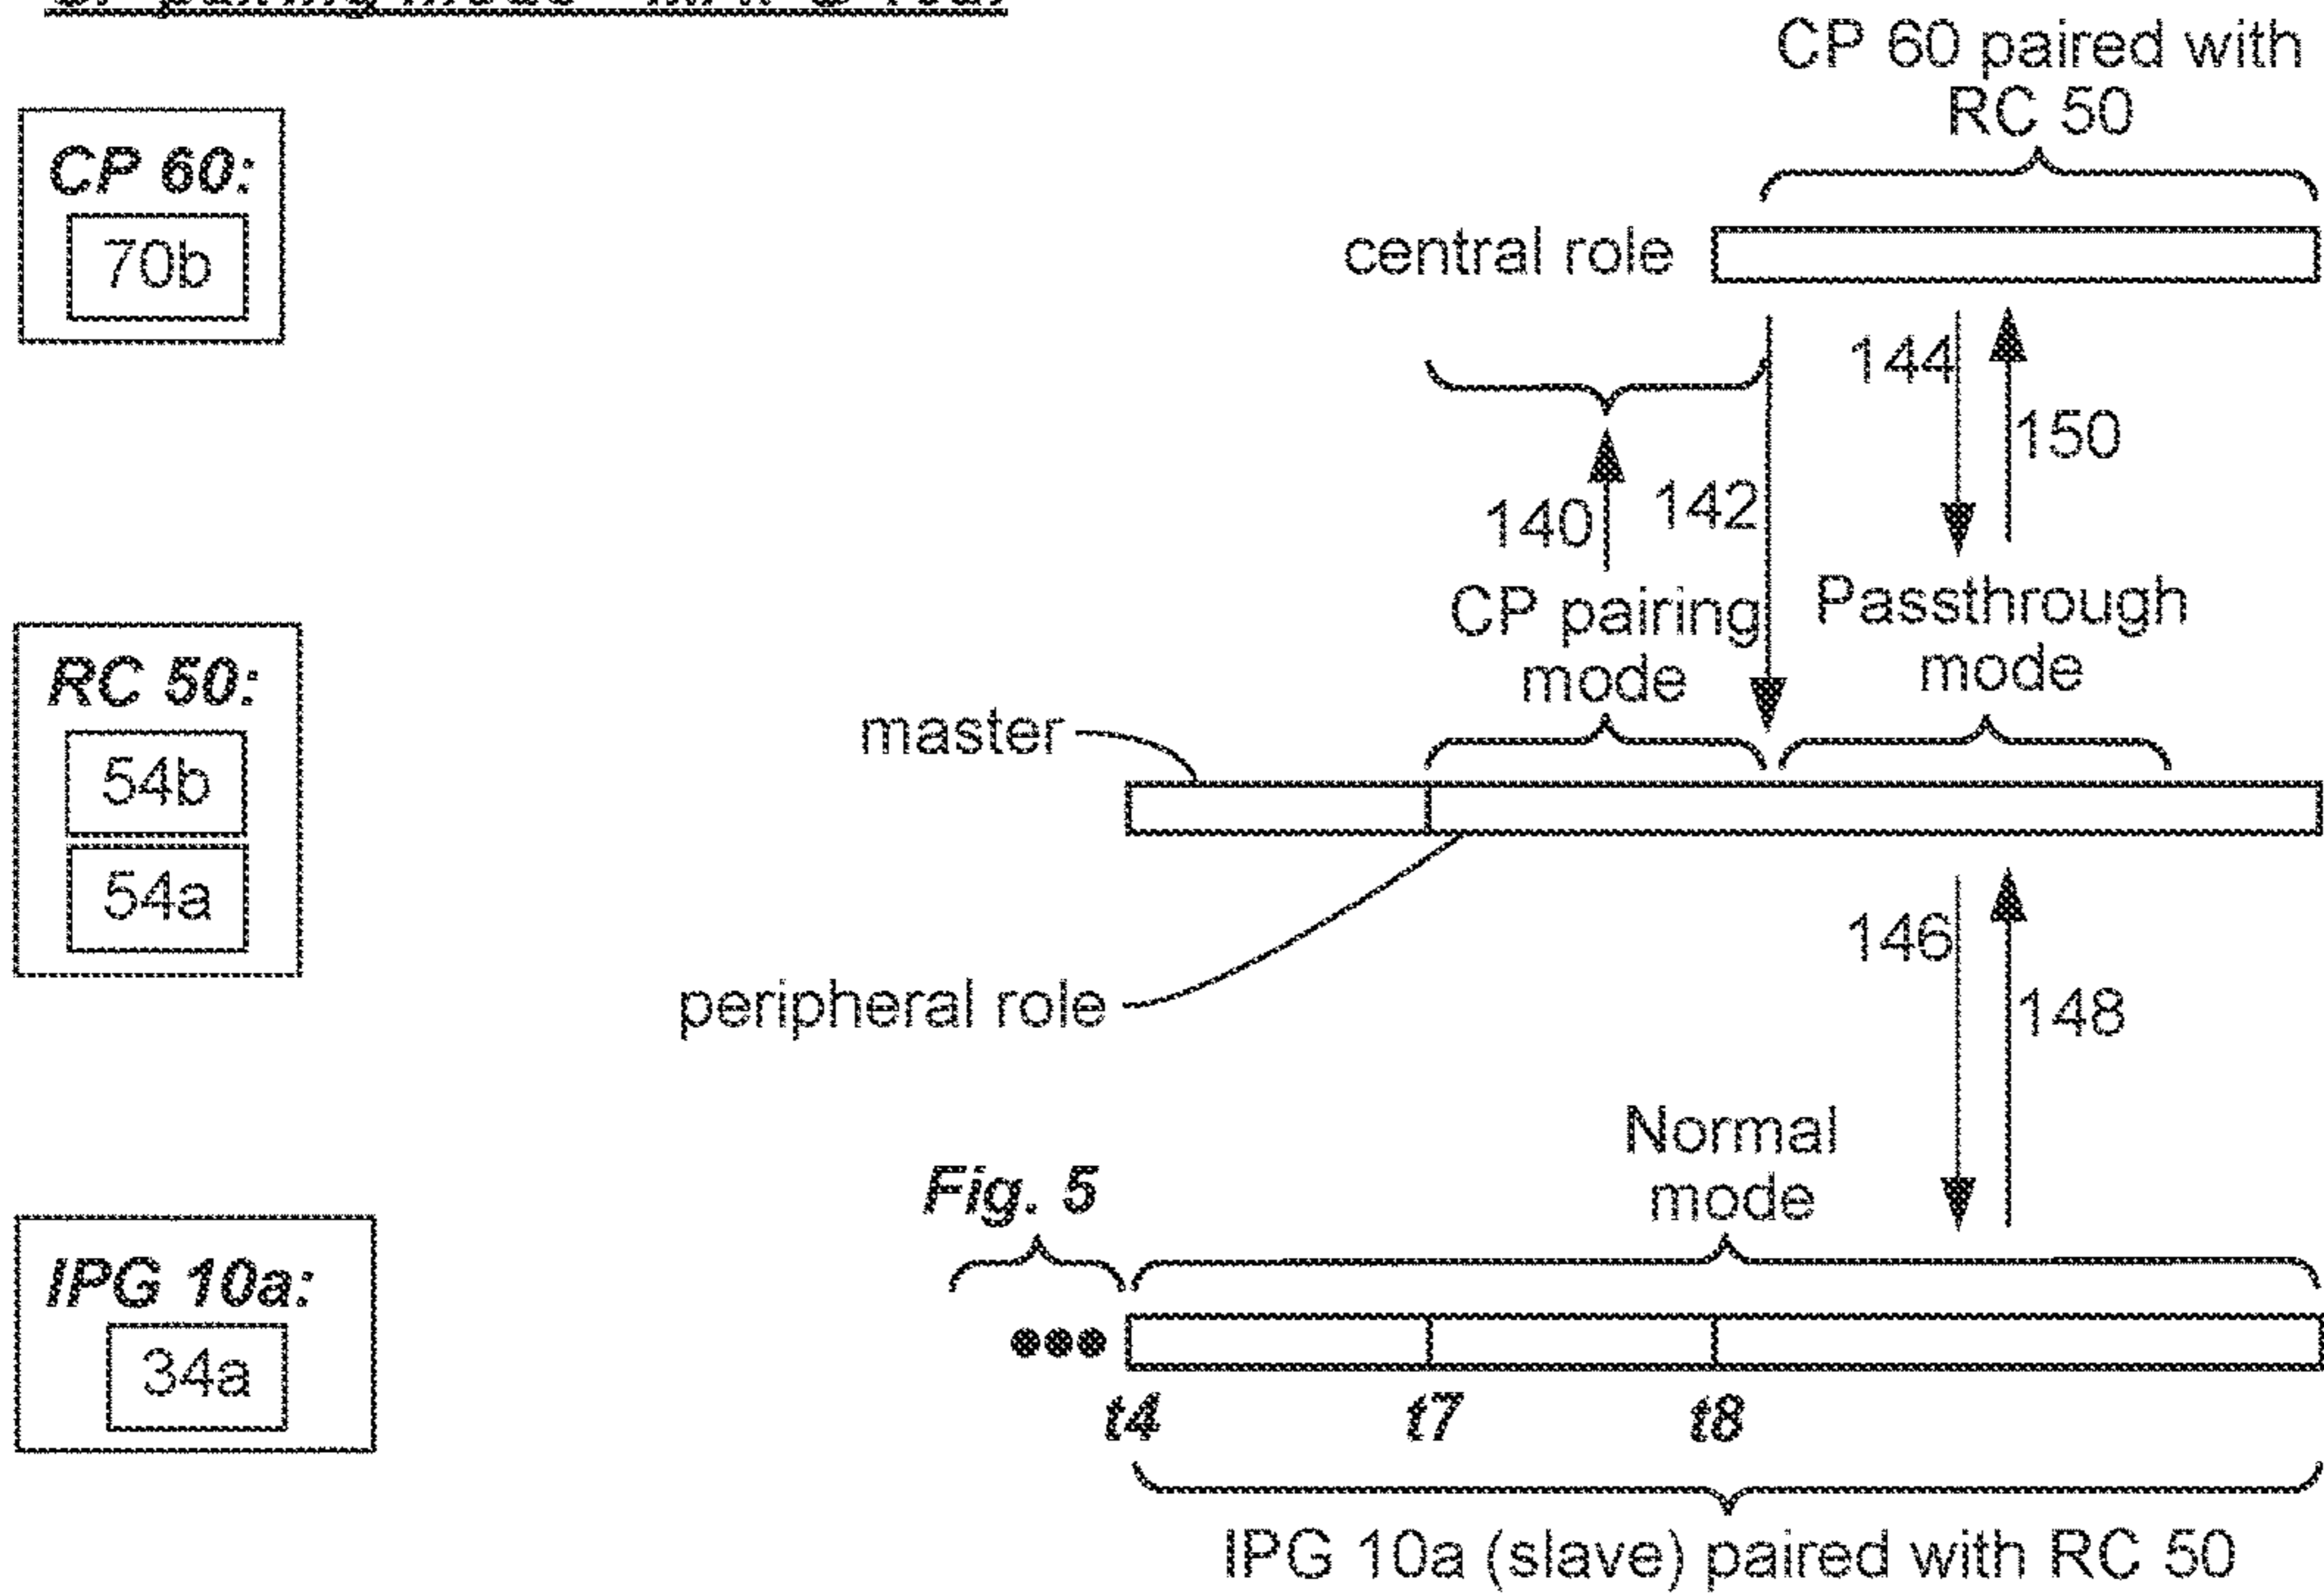 CP 60 paired with
RC 50
CP 60:
70b
central role
144
150
140
142
CP pairing
mode
Passthrough
mode
RC 50:
54b
54a
master
peripheral role
146
148
Normal
mode
Fig. 5
IPG 10a:
34a
t4
t7
t8
IPG 10a (slave) paired with RC 50